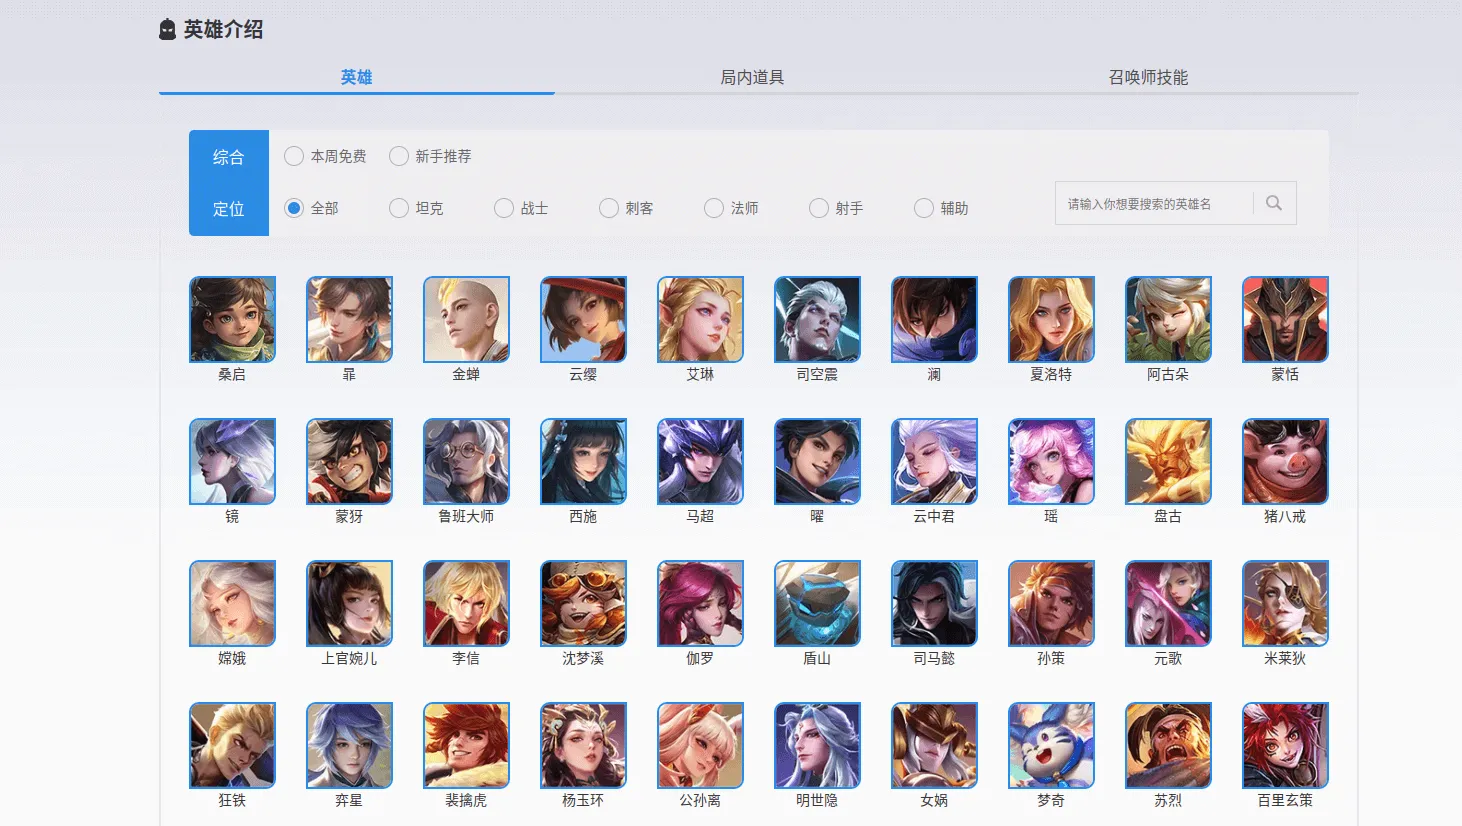 英雄介绍
英雄 局内道具 召唤师技能
综合 本周免费 新手推荐
定位 全部 坦克 战士 刺客 法师 射手 辅助 请输入你想要搜索的英雄名
桑启 暃 金蝉 云缨 艾琳 司空震 澜 夏洛特 阿古朵 蒙恬
镜 蒙犽 鲁班大师 西施 马超 曜 云中君 瑶 盘古 猪八戒
嫦娥 上官婉儿 李信 沈梦溪 伽罗 盾山 司马懿 孙策 元歌 米莱狄
狂铁 弈星 裴擒虎 杨玉环 公孙离 明世隐 女娲 梦奇 苏烈 百里玄策